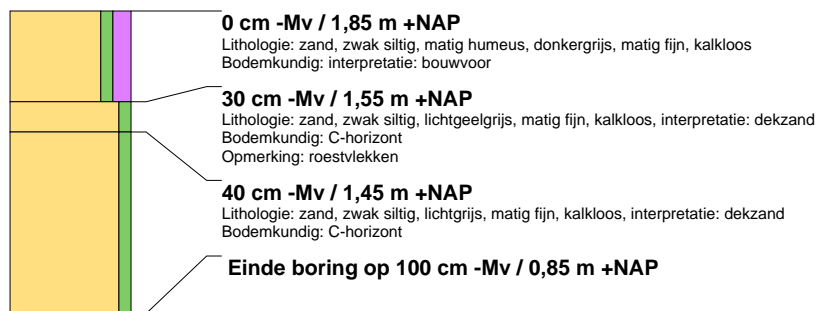 0 cm -Mv / 1,85 m +NAP
Lithologie: zand, zwak siltig, matig humeus, donkergrijs, matig fijn, kalkloos
Bodemkundig: interpretatie: bouwvoor
30 cm -Mv / 1,55 m +NAP
Lithologie: zand, zwak siltig, lichtgeelgrijs, matig fijn, kalkloos, interpretatie: dekzand
Bodemkundig: C-horizont
Opmerking: roestvlekken
40 cm -Mv / 1,45 m +NAP
Lithologie: zand, zwak siltig, lichtgrijs, matig fijn, kalkloos, interpretatie: dekzand
Bodemkundig: C-horizont
Einde boring op 100 cm -Mv / 0,85 m +NAP